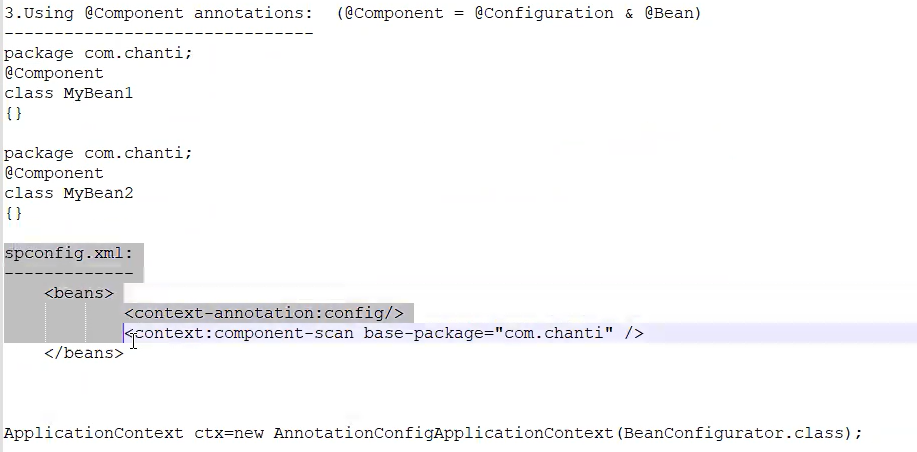 3.Using @Component annotations:  (@Component = @Configuration & @Bean)
-------------------------------
package com.chanti;
@Component
class MyBean1
{}
package com.chanti;
@Component
class MyBean2
{}
spconfig.xml:
-------------
<beans>
<context-annotation:config/>
<context:component-scan base-package="com.chanti" />
</beans>
ApplicationContext ctx=new AnnotationConfigApplicationContext(BeanConfigurator.class);